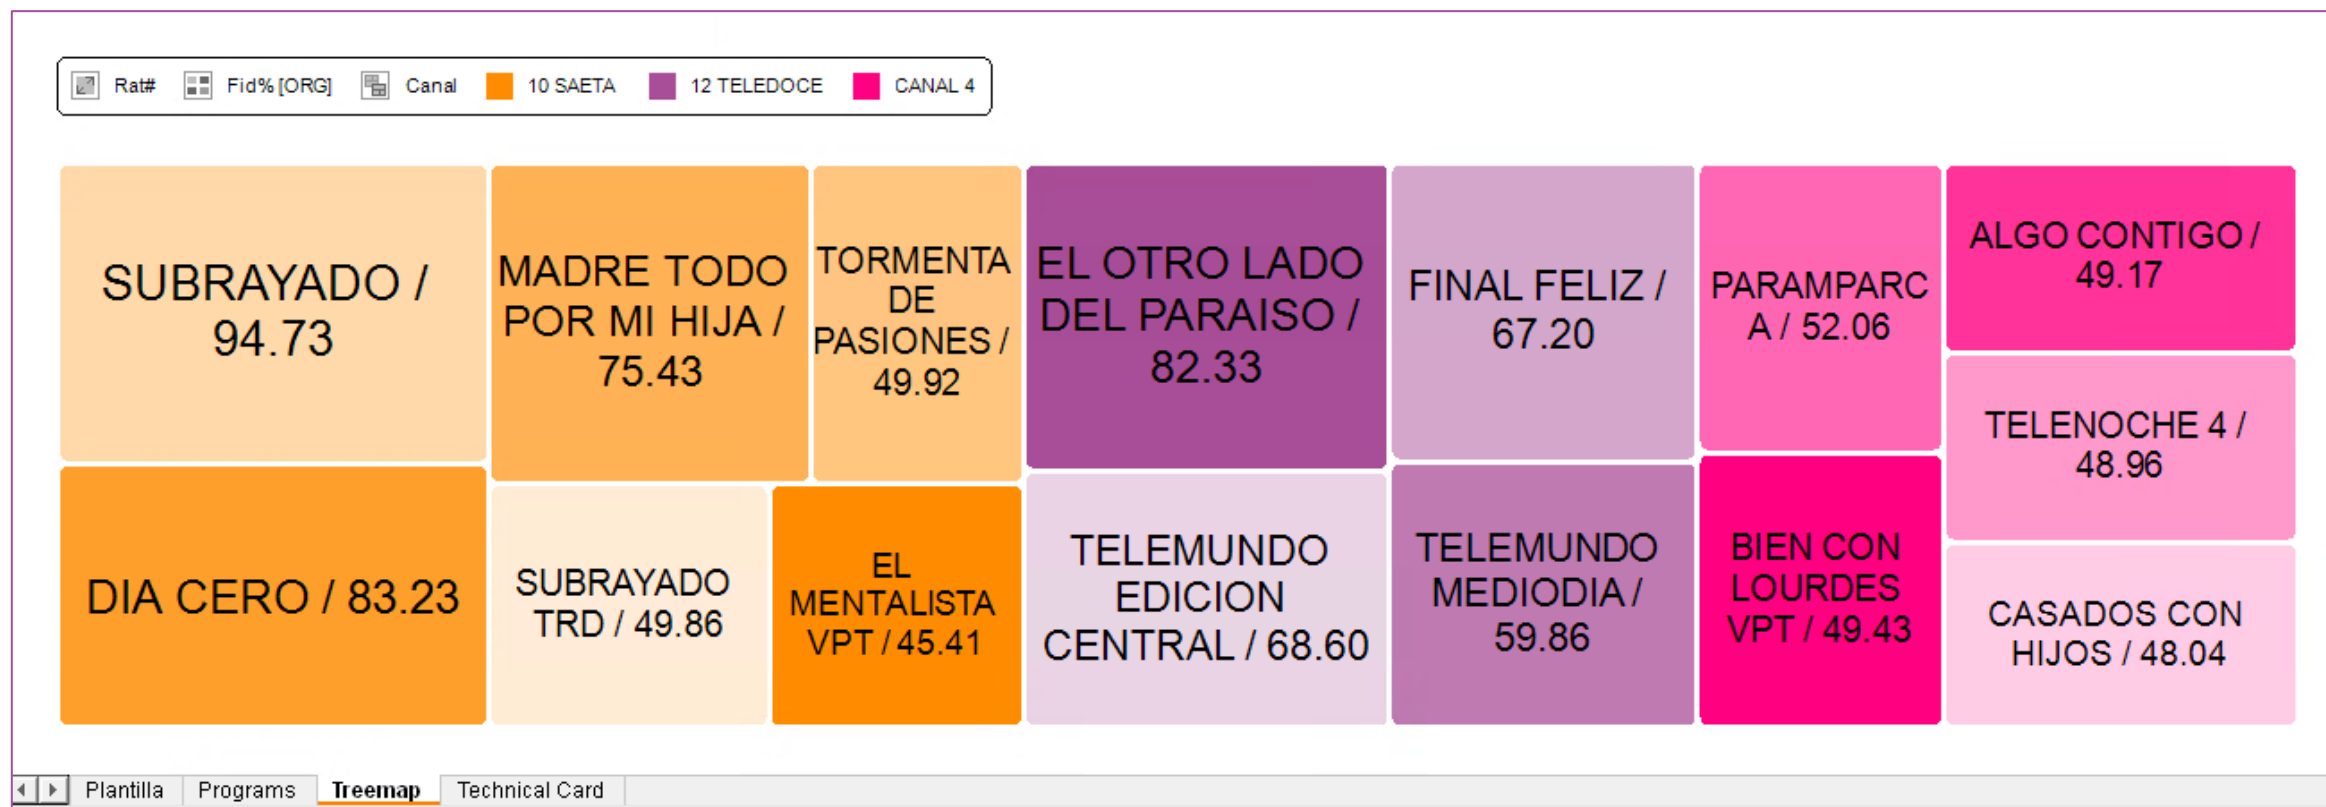 Rat# Fid% [ORG] Canal 10 SAETA 12 TELEDOCE CANAL 4
SUBRAYADO /
94.73
DIA CERO / 83.23
MADRE TODO
POR MI HIJA /
75.43
TORMENTA
DE
PASIONES /
49.92
SUBRAYADO
TRD / 49.86
EL
MENTALISTA
VPT / 45.41
EL OTRO LADO
DEL PARAISO /
82.33
TELEMUNDO
EDICION
CENTRAL / 68.60
FINAL FELIZ /
67.20
TELEMUNDO
MEDIODIA /
59.86
PARAMPARC
A / 52.06
BIEN CON
LOURDES
VPT / 49.43
ALGO CONTIGO /
49.17
TELENOCHE 4 /
48.96
CASADOS CON
HIJOS / 48.04
Plantilla Programs Treemap Technical Card